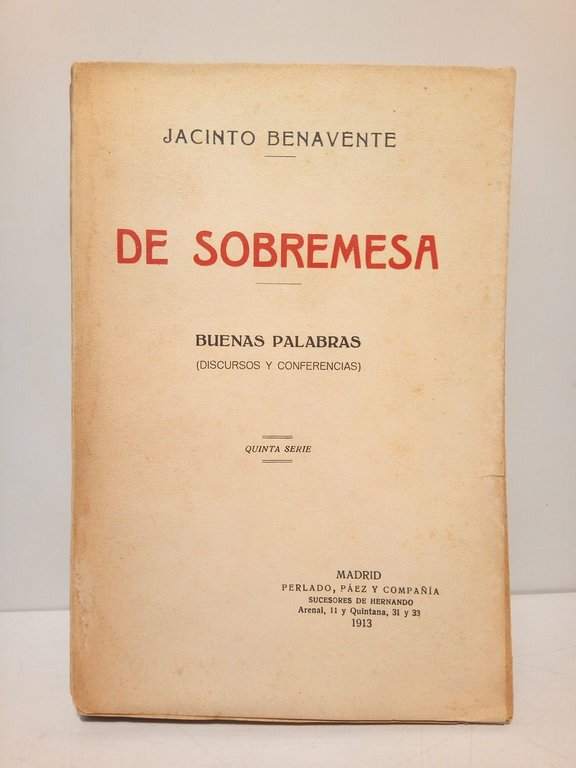 JACINTO BENAVENTE
DE SOBREMESA
BUENAS PALABRAS
(DISCURSOS Y CONFERENCIAS)
QUINTA SERIE
MADRID
PERLADO, PÁEZ Y COMPAÑÍA
SUCESORES DE HERNANDO
Arenal, 11 y Quintana, 31 y 33
1913